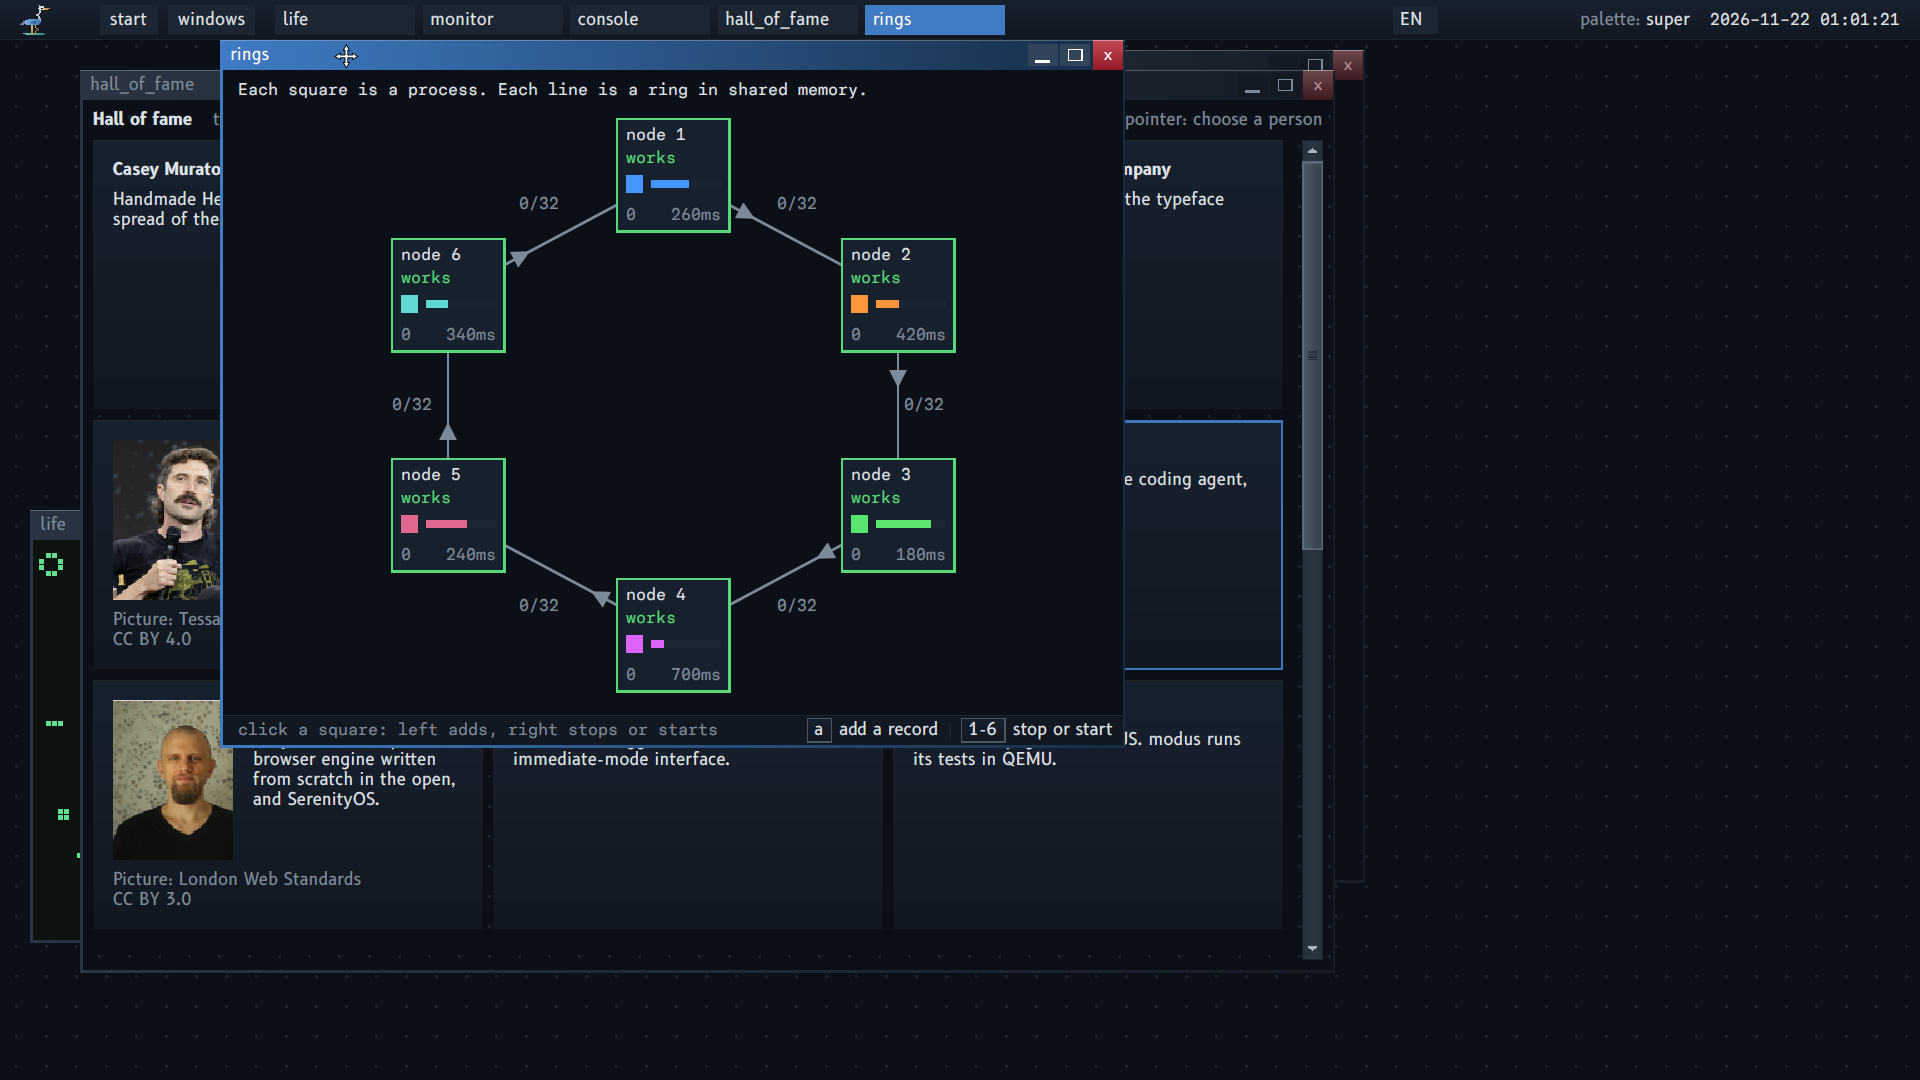 start windows life monitor console hall_of_fame rings EN palette: super 2026-11-22 01:01:21
rings
x
x
hall_of_fame
x
Each square is a process. Each line is a ring in shared memory.
Hall of fame
pointer: choose a person
node 1
works
0 260ms
Casey Murato
Handmade He
spread of the
mpany
the typeface
0/32
0/32
node 6
works
0 340ms
node 2
works
0 420ms
0/32
0/32
node 5
works
0 240ms
node 3
works
0 180ms
e coding agent,
life
0/32
0/32
node 4
works
0 700ms
Picture: Tessa
CC BY 4.0
click a square: left adds, right stops or starts a add a record 1-6 stop or start
browser engine written
from scratch in the open,
and SerenityOS.
immediate-mode interface.
JS. modus runs
its tests in QEMU.
Picture: London Web Standards
CC BY 3.0